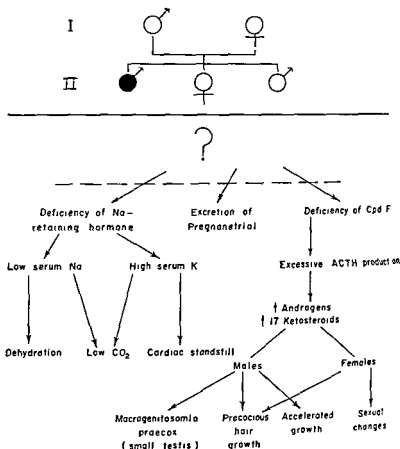 I
II
?
Deficiency of Na-
retaining hormone
Excretion of
Pregnanetriol
Deficiency of Cpd F
Low serum Na
High serum K
Excessive ACTH production
↑ Androgens
↑ 17 Ketosteroids
Dehydration
Low CO₂
Cardiac standstill
Males
Females
Macrogenitosomia
praecox
(small testis)
Precocious
hair
growth
Accelerated
growth
Sexual
changes